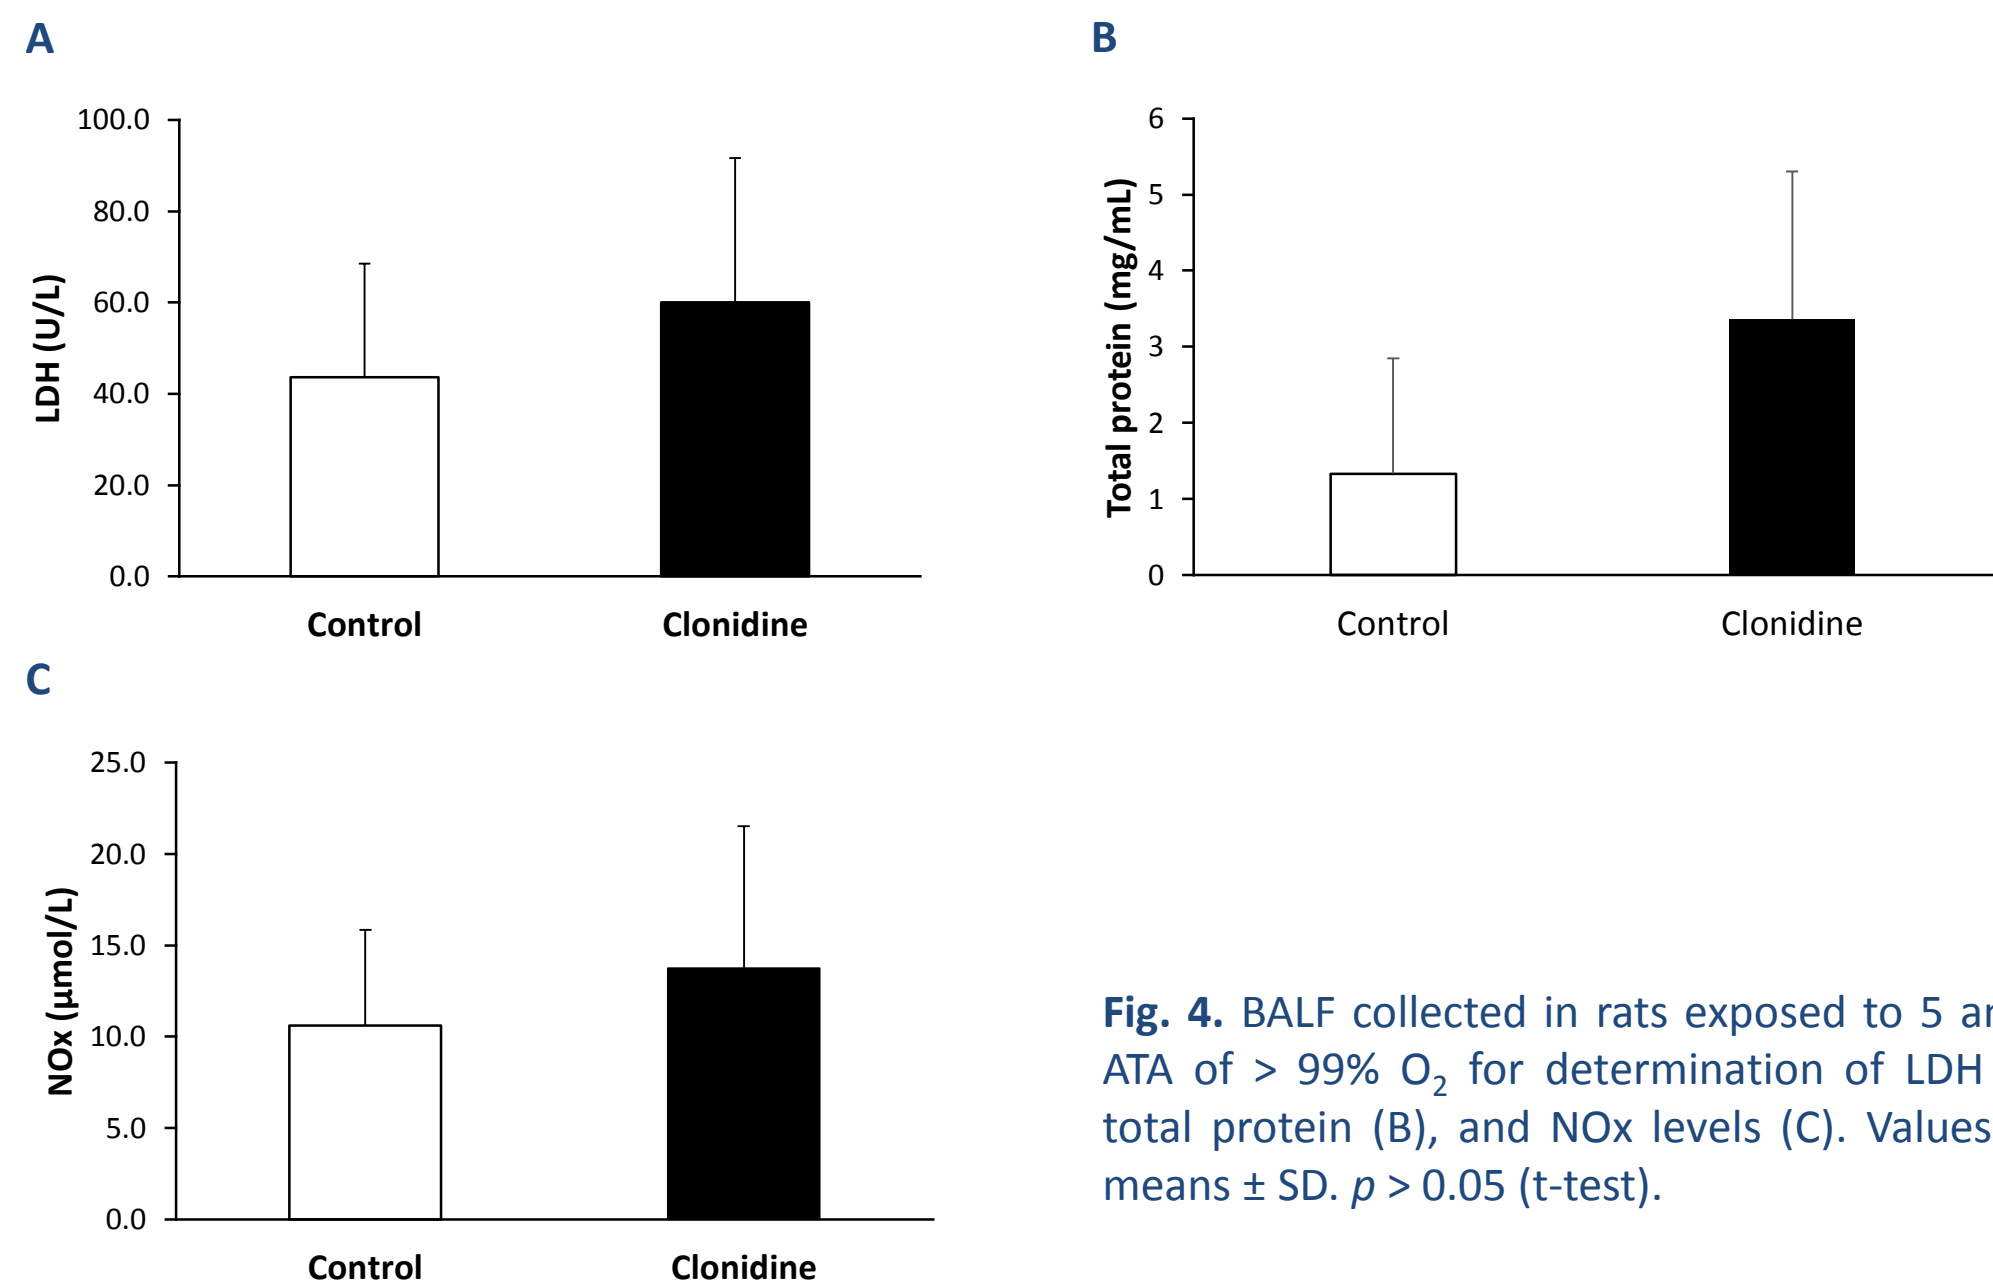 A
100.0
80.0
60.0
40.0
20.0
0.0
LDH (U/L)
Control Clonidine
B
6
5
4
3
2
1
0
Total protein (mg/mL)
Control Clonidine
C
25.0
20.0
15.0
10.0
5.0
0.0
NOx (µmol/L)
Control Clonidine
Fig. 4. BALF collected in rats exposed to 5
ATA of > 99% O₂ for determination of LDH
total protein (B), and NOx levels (C). Values
means ± SD. p > 0.05 (t-test).